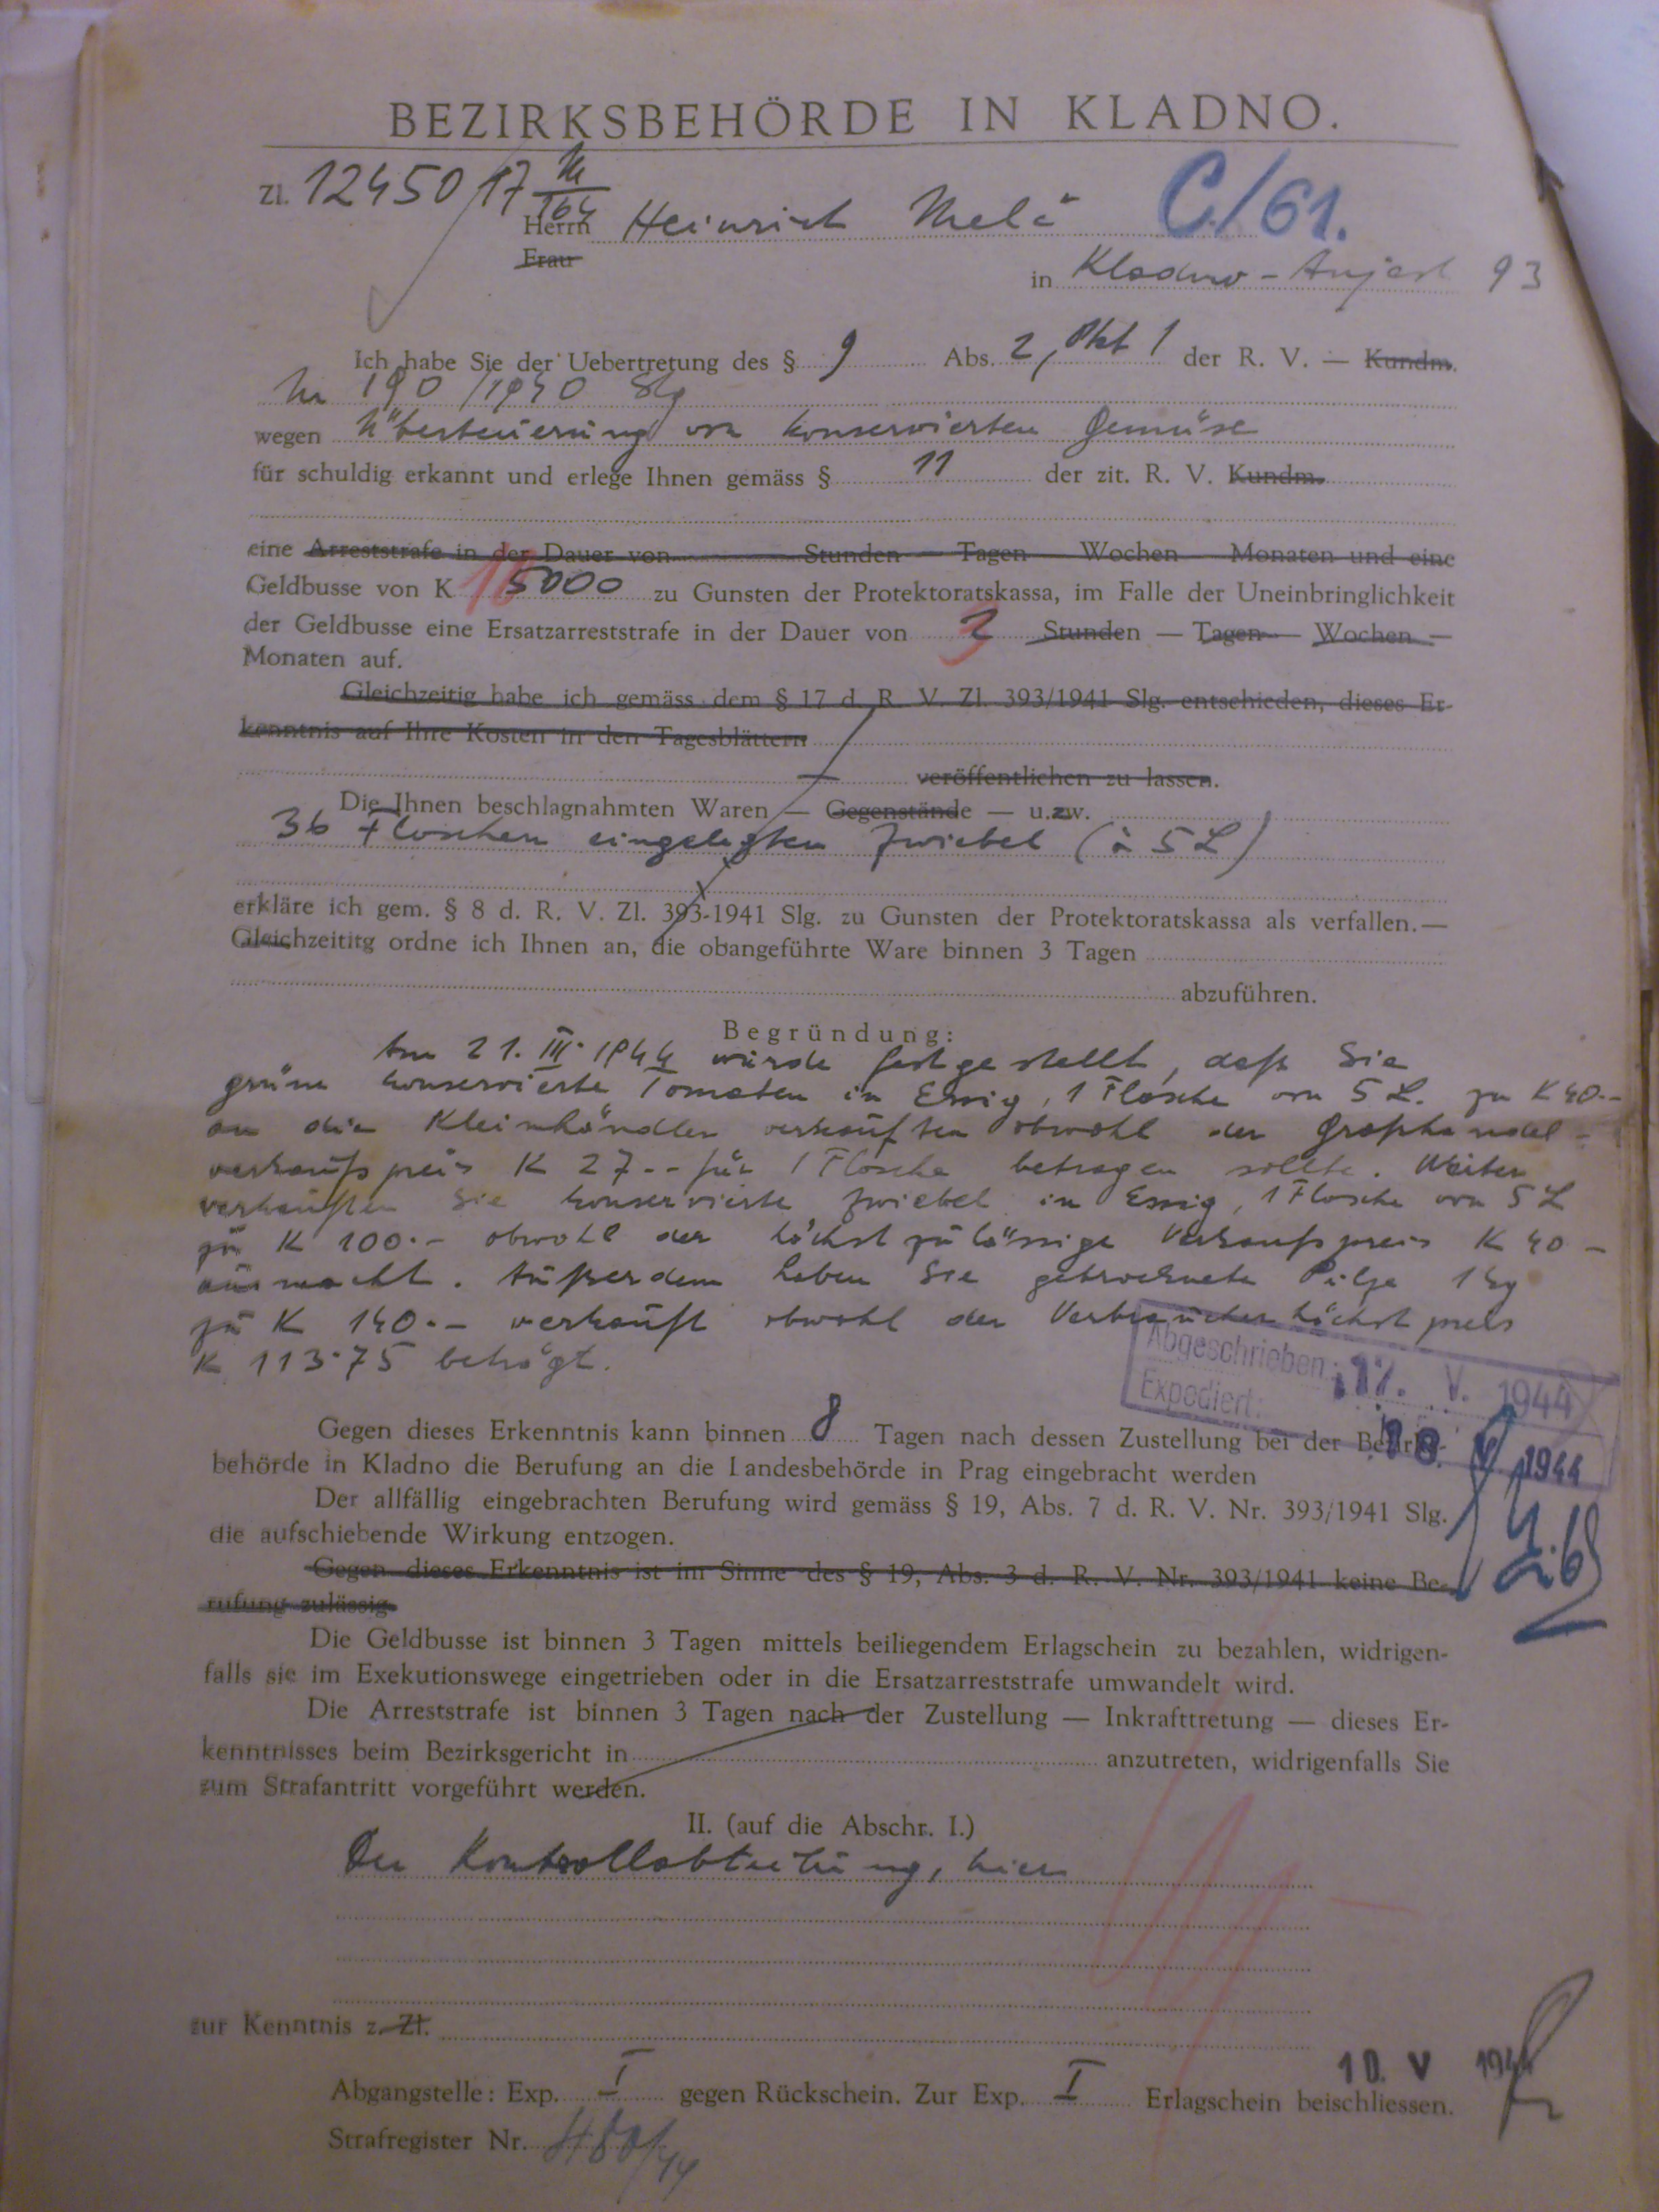 BEZIRKSBEHÖRDE IN KLADNO.
Zl. 12450/17
C/61.
Herrn Heinrich
Frau
in Kladno - 93
Ich habe Sie der Uebertretung des § 9 Abs. 2, Pkt 1 der R. V. — Kundm.
Nr 190/1940 Slg
wegen Überteuerung von konservierten Gemüse
für schuldig erkannt und erlege Ihnen gemäss § 11 der zit. R. V. Kundm.
eine Arreststrafe in der Dauer von Stunden — Tagen — Wochen — Monaten und eine
Geldbusse von K 5000 zu Gunsten der Protektoratskassa, im Falle der Uneinbringlichkeit
der Geldbusse eine Ersatzarreststrafe in der Dauer von 3 Stunden — Tagen — Wochen —
Monaten auf.
Gleichzeitig habe ich gemäss dem § 17 d. R. V. Zl. 393/1941 Slg. entschieden, dieses Er-
kenntnis auf Ihre Kosten in den Tagesblättern
veröffentlichen zu lassen.
Die Ihnen beschlagnahmten Waren — Gegenstände — u.zw.
36 Flaschen eingelegten Zwiebel (à 5 L)
erkläre ich gem. § 8 d. R. V. Zl. 393-1941 Slg. zu Gunsten der Protektoratskassa als verfallen.—
Gleichzeititg ordne ich Ihnen an, die obangeführte Ware binnen 3 Tagen
abzuführen.
Begründung:
Am 21. III. 1944 wurde festgestellt, daß Sie
grüne konservierte Tomaten in Essig, 1 Flasche von 5 L. zu K 40.-
an die Kleinhändler verkauften obwohl der Großhandel-
verkaufspreis K 27.- für 1 Flasche betragen sollte. Weiter
verkauften Sie konservierte Zwiebel in Essig, 1 Flasche von 5 L
zu K 100.- obwohl der höchst zulässige Verkaufspreis K 40 -
ausmacht. Außerdem haben Sie getrocknete Pilze 1 kg
zu K 140.- verkauft obwohl der Verbraucherhöchstpreis
K 113.75 beträgt.
Abgeschrieben: 17. V. 1944
Expediert: 18. V. 1944
Gegen dieses Erkenntnis kann binnen 8 Tagen nach dessen Zustellung bei der Bezirks-
behörde in Kladno die Berufung an die Landesbehörde in Prag eingebracht werden
Der allfällig eingebrachten Berufung wird gemäss § 19, Abs. 7 d. R. V. Nr. 393/1941 Slg.
die aufschiebende Wirkung entzogen.
Gegen dieses Erkenntnis ist im Sinne des § 19, Abs. 3 d. R. V. Nr. 393/1941 keine Be-
rufung zulässig.
Die Geldbusse ist binnen 3 Tagen mittels beiliegendem Erlagschein zu bezahlen, widrigen-
falls sie im Exekutionswege eingetrieben oder in die Ersatzarreststrafe umwandelt wird.
Die Arreststrafe ist binnen 3 Tagen nach der Zustellung — Inkrafttretung — dieses Er-
kenntnisses beim Bezirksgericht in anzutreten, widrigenfalls Sie
zum Strafantritt vorgeführt werden.
II. (auf die Abschr. I.)
Der Kontrollabteilung, hier
zur Kenntnis z. Zl.
10. V 1944
Abgangstelle: Exp. I gegen Rückschein. Zur Exp. I Erlagschein beischliessen.
Strafregister Nr. 480/44